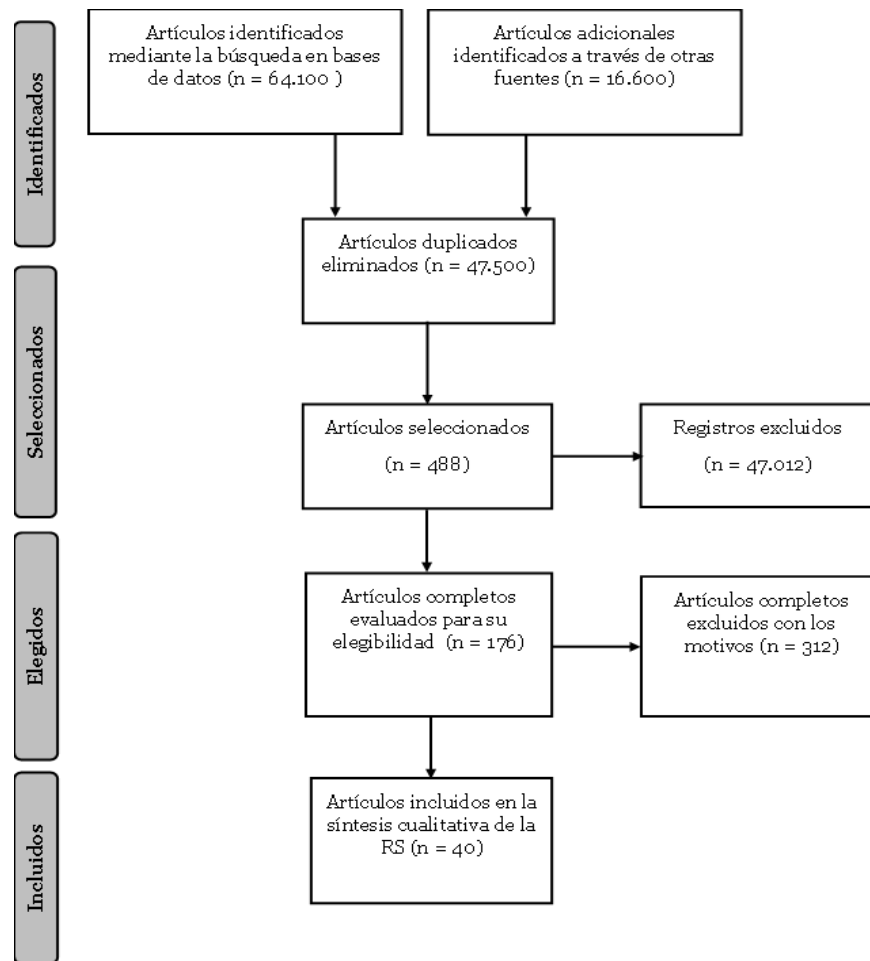 Artículos identificados
mediante la búsqueda en bases
de datos (n = 64.100 )
Artículos adicionales
identificados a través de otras
fuentes (n = 16.600)
Identificados
Artículos duplicados
eliminados (n = 47.500)
Seleccionados
Artículos seleccionados
(n = 488)
Registros excluidos
(n = 47.012)
Elegidos
Artículos completos
evaluados para su
elegibilidad (n = 176)
Artículos completos
excluidos con los
motivos (n = 312)
Incluidos
Artículos incluidos en la
síntesis cualitativa de la
RS (n = 40)